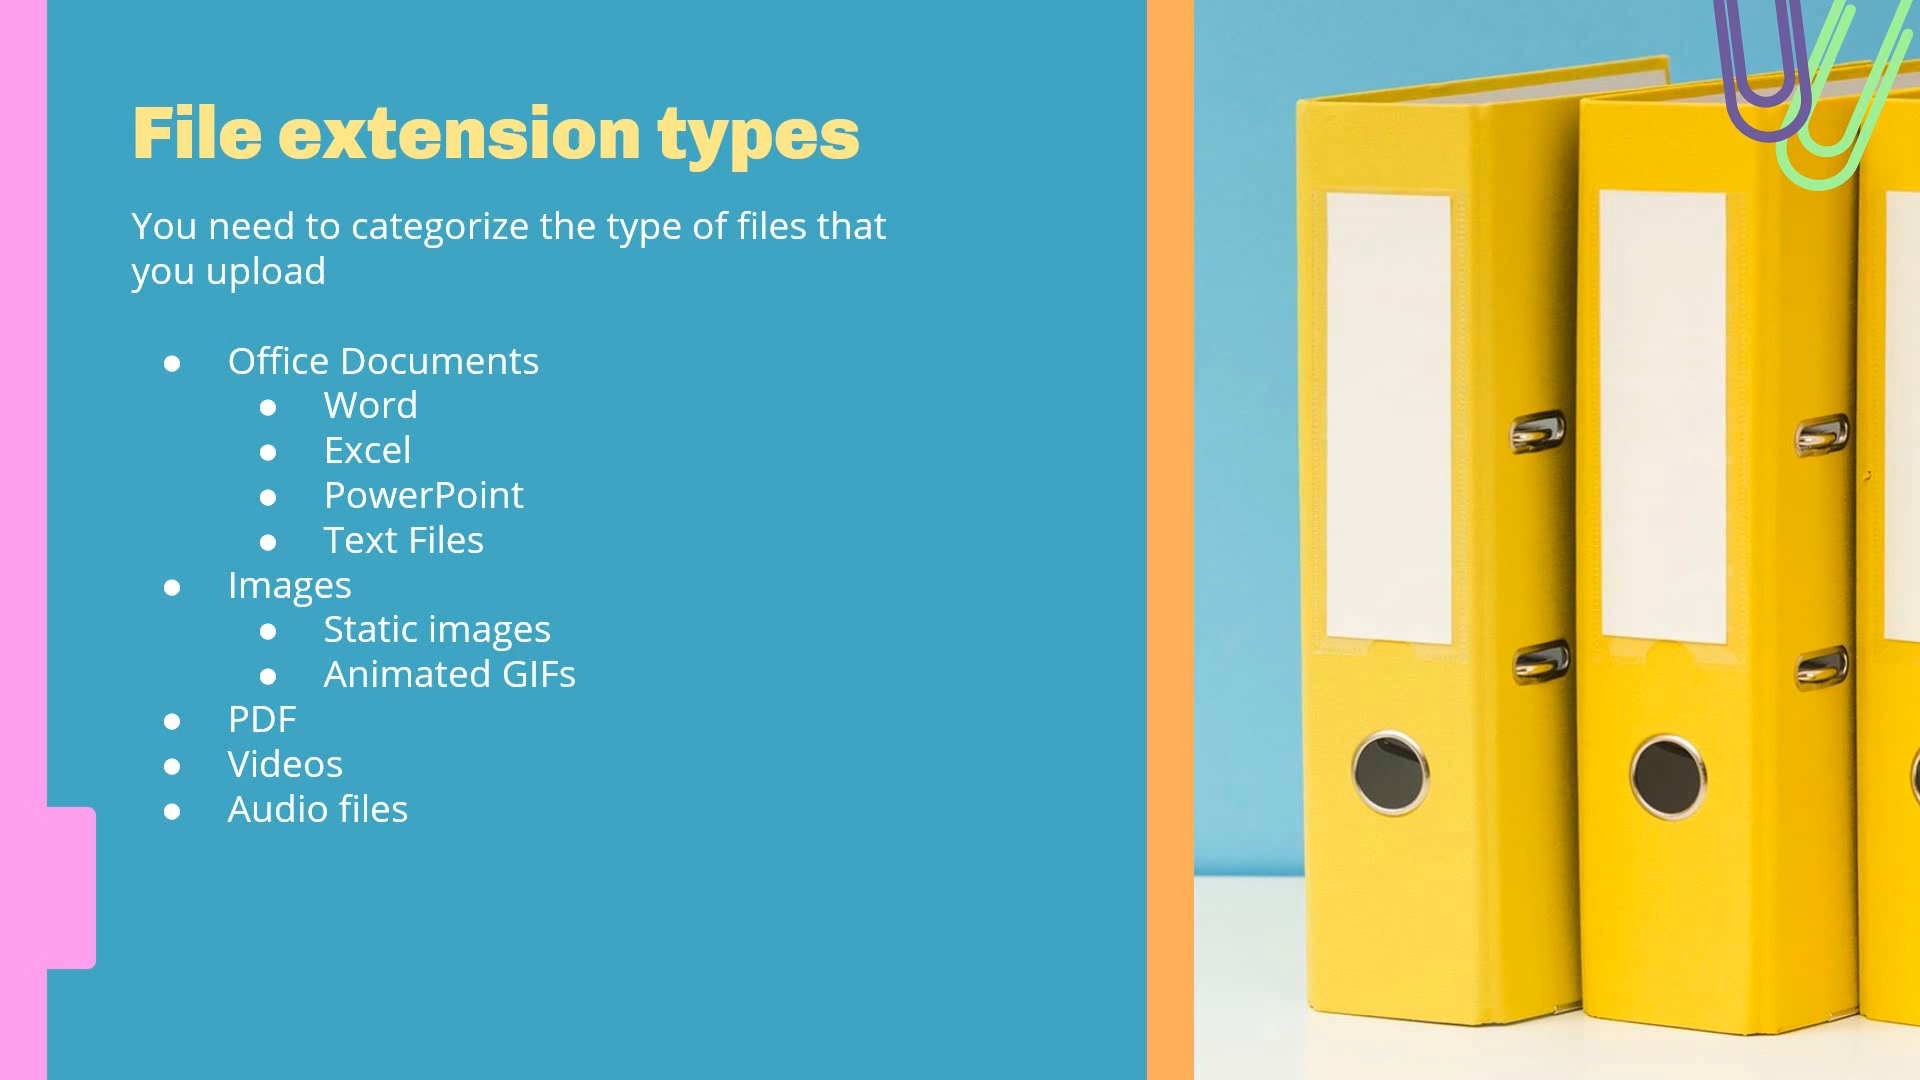 File extension types
You need to categorize the type of files that
you upload
● Office Documents
● Word
● Excel
● PowerPoint
● Text Files
● Images
● Static images
● Animated GIFs
● PDF
● Videos
● Audio files